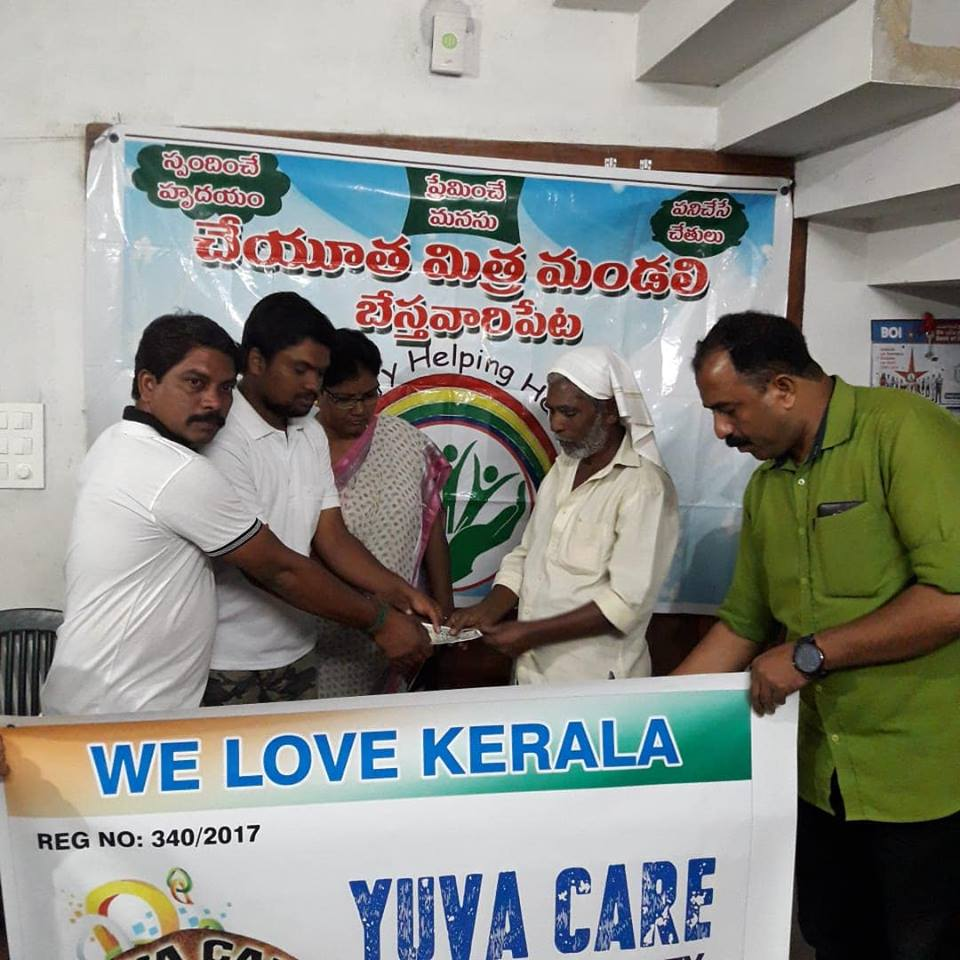 స్పందించే
హృదయం
ప్రేమించే
మనసు
పనిచేసే
చేతులు
చేయూత మిత్ర మండలి
బేస్తవారిపేట
Helping
BOI
WE LOVE KERALA
REG NO: 340/2017
YUVA CARE